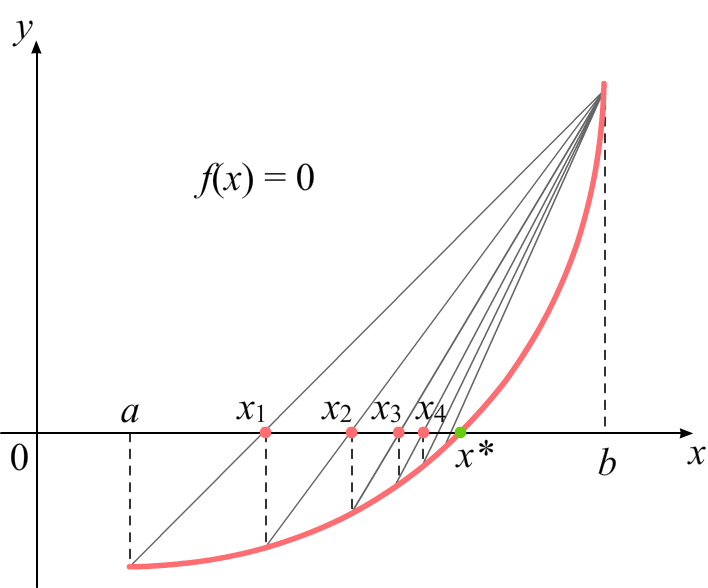 y
f(x) = 0
a
x₁
x₂
x₃
x₄
0
x*
b
x